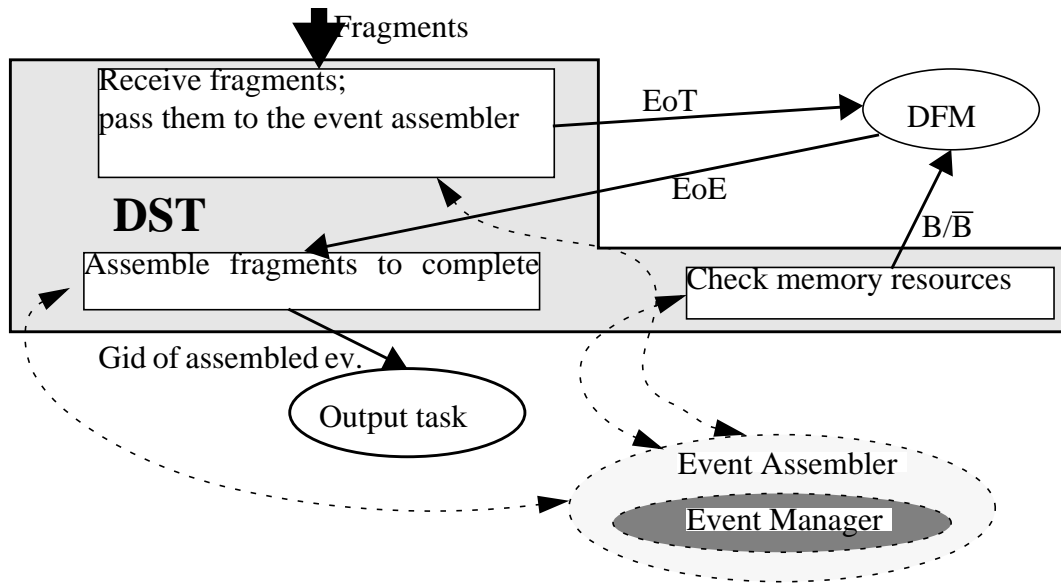 Fragments
Receive fragments;
pass them to the event assembler
EoT
DFM
EoE
DST
B/B̅
Assemble fragments to complete
Check memory resources
Gid of assembled ev.
Output task
Event Assembler
Event Manager